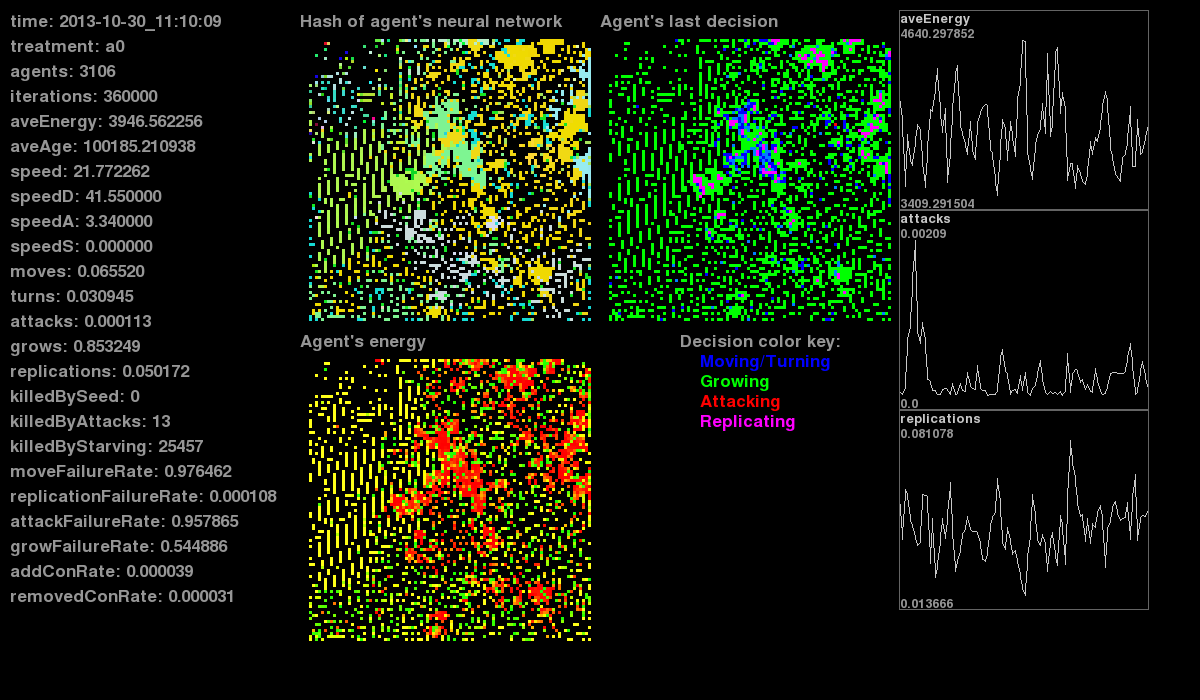 time: 2013-10-30_11:10:09
treatment: a0
agents: 3106
iterations: 360000
aveEnergy: 3946.562256
aveAge: 100185.210938
speed: 21.772262
speedD: 41.550000
speedA: 3.340000
speedS: 0.000000
moves: 0.065520
turns: 0.030945
attacks: 0.000113
grows: 0.853249
replications: 0.050172
killedBySeed: 0
killedByAttacks: 13
killedByStarving: 25457
moveFailureRate: 0.976462
replicationFailureRate: 0.000108
attackFailureRate: 0.957865
growFailureRate: 0.544886
addConRate: 0.000039
removedConRate: 0.000031
Hash of agent's neural network
Agent's last decision
Agent's energy
Decision color key:
Moving/Turning
Growing
Attacking
Replicating
aveEnergy
4640.297852
3409.291504
attacks
0.00209
0.0
replications
0.081078
0.013666